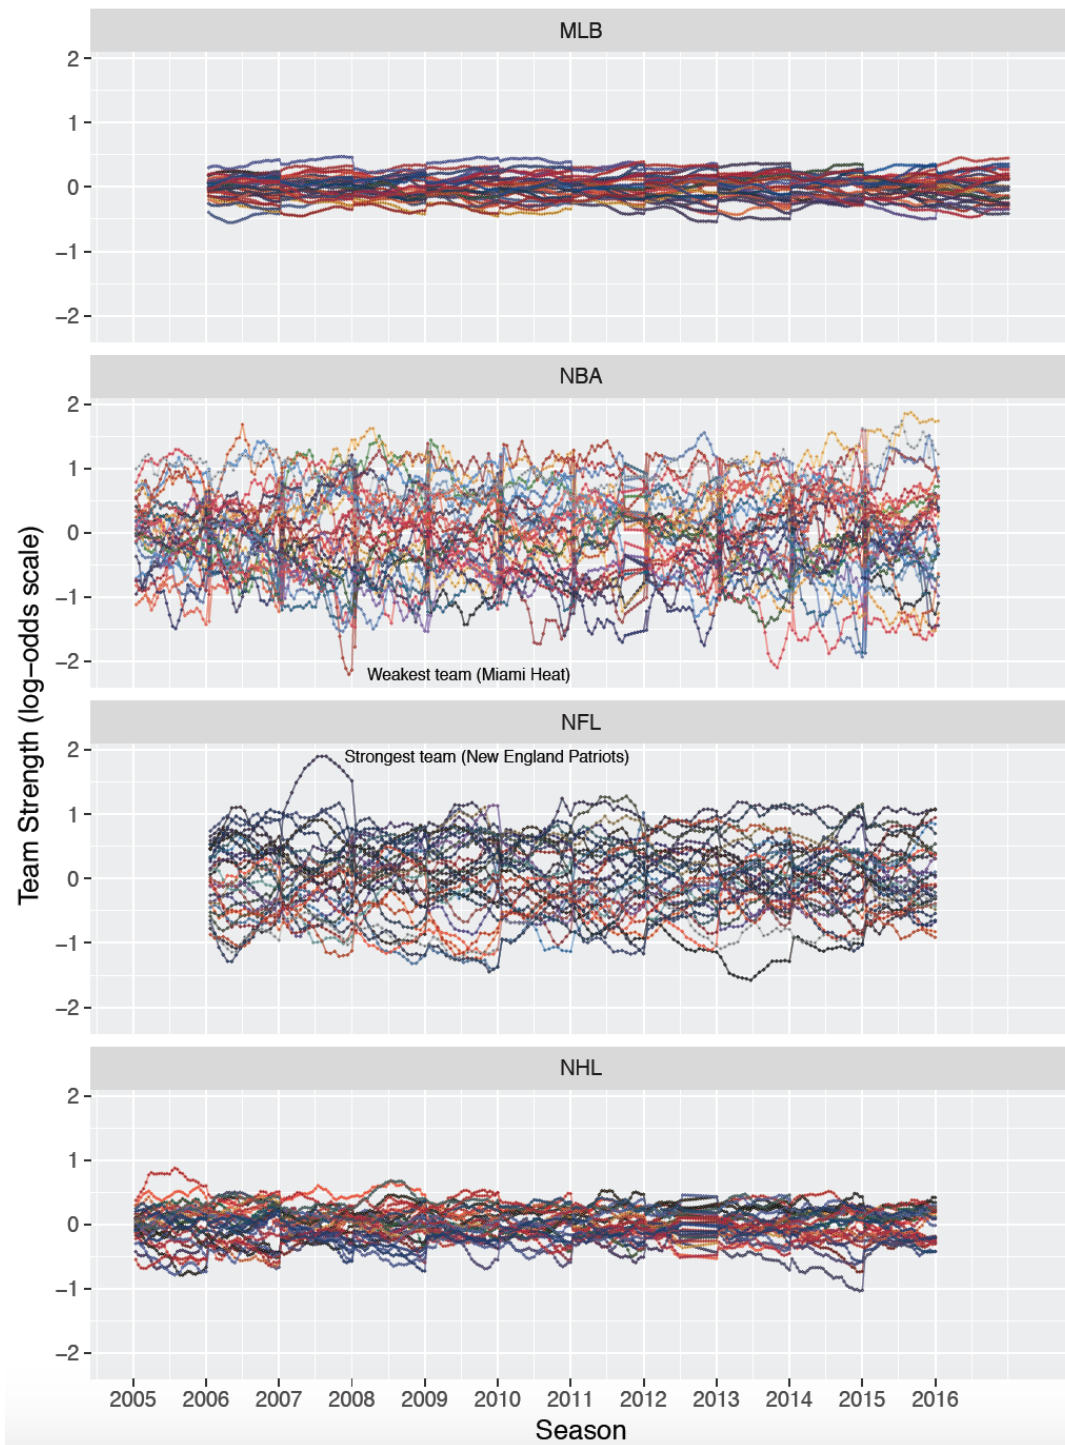 MLB
2
1
0
−1
−2
NBA
2
1
0
−1
−2
Weakest team (Miami Heat)
NFL
2
Strongest team (New England Patriots)
1
0
−1
−2
NHL
2
1
0
−1
−2
Team Strength (log−odds scale)
2005 2006 2007 2008 2009 2010 2011 2012 2013 2014 2015 2016
Season